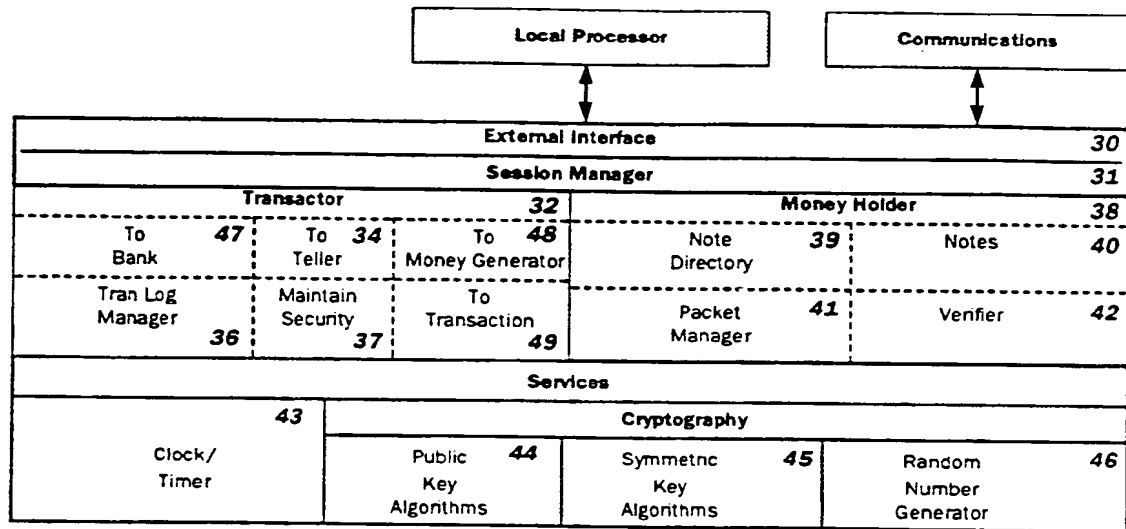 Local Processor
Communications
External Interface 30
Session Manager 31
Transactor 32
Money Holder 38
To 47
Bank
To 34
Teller
To 48
Money Generator
Note 39
Directory
Notes 40
Tran Log
Manager
36
Maintain
Security
37
To
Transaction
49
Packet 41
Manager
Verifier 42
Services
43
Clock/
Timer
Cryptography
Public 44
Key
Algorithms
Symmetric 45
Key
Algorithms
Random 46
Number
Generator